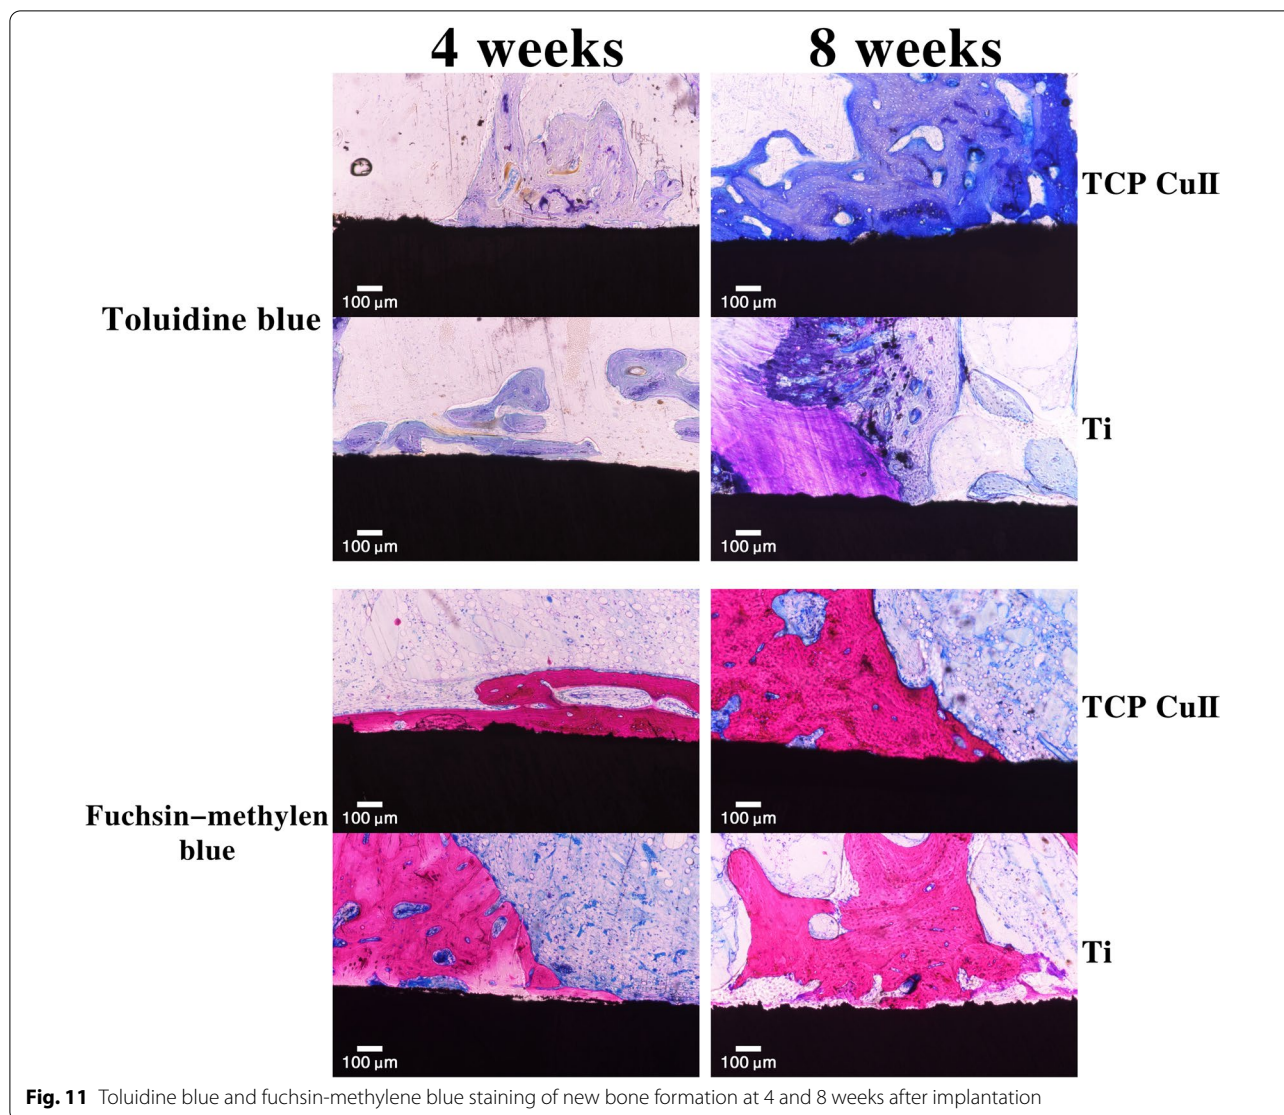 4 weeks 8 weeks
100 µm 100 µm
TCP CuII
Toluidine blue
100 µm 100 µm
Ti
100 µm 100 µm
TCP CuII
Fuchsin–methylen
blue
100 µm 100 µm
Ti
Fig. 11 Toluidine blue and fuchsin-methylene blue staining of new bone formation at 4 and 8 weeks after implantation